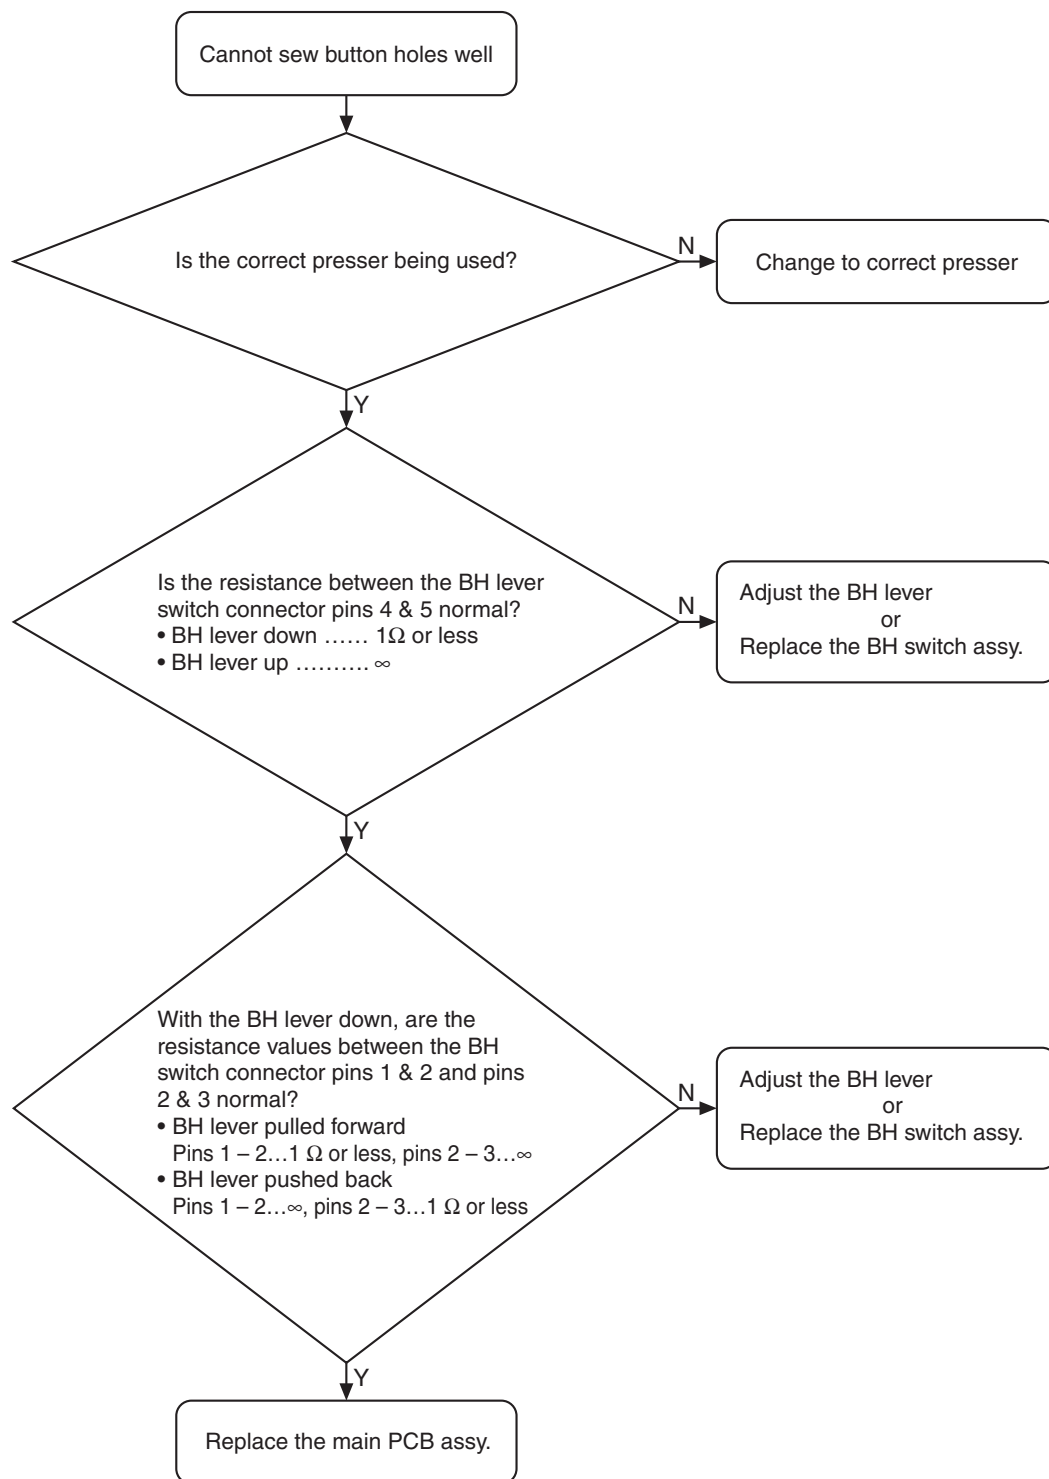 Cannot sew button holes well
Is the correct presser being used?
N
Change to correct presser
Y
Is the resistance between the BH lever
switch connector pins 4 & 5 normal?
• BH lever down …… 1Ω or less
• BH lever up ………. ∞
N
Adjust the BH lever
or
Replace the BH switch assy.
Y
With the BH lever down, are the
resistance values between the BH
switch connector pins 1 & 2 and pins
2 & 3 normal?
• BH lever pulled forward
Pins 1 – 2…1 Ω or less, pins 2 – 3…∞
• BH lever pushed back
Pins 1 – 2…∞, pins 2 – 3…1 Ω or less
N
Adjust the BH lever
or
Replace the BH switch assy.
Y
Replace the main PCB assy.